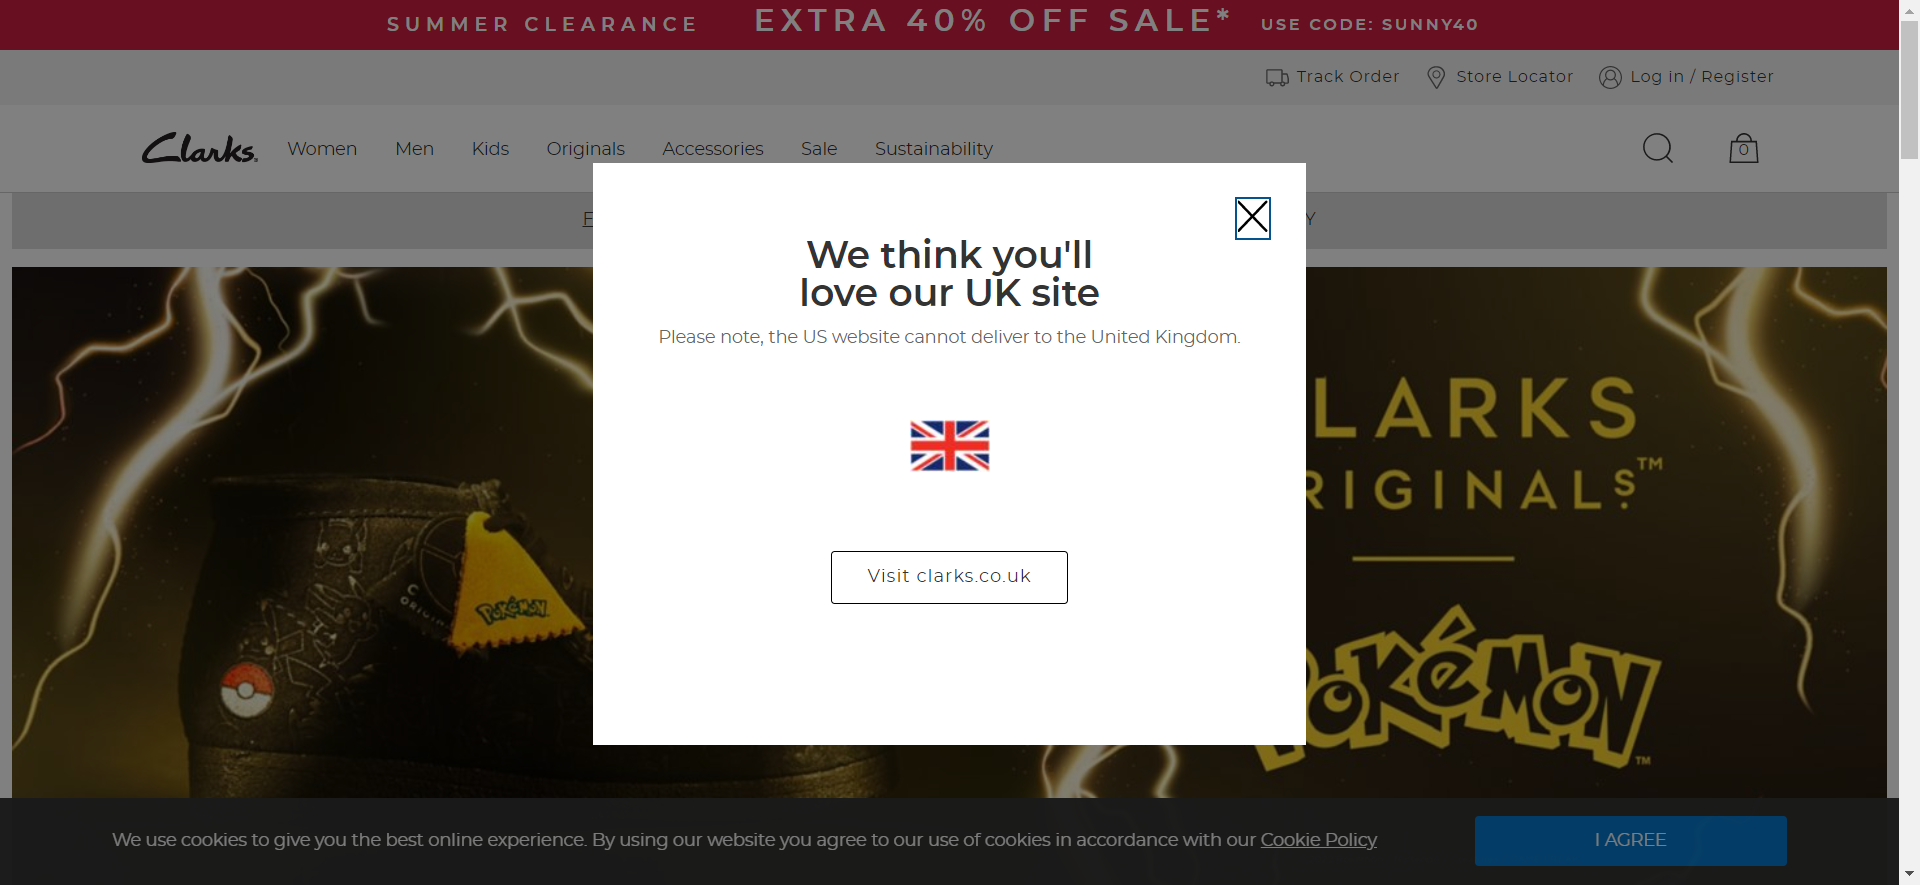 SUMMER CLEARANCE EXTRA 40% OFF SALE* USE CODE: SUNNY40
Track Order Store Locator Log in / Register
Clarks Women Men Kids Originals Accessories Sale Sustainability 0
We think you'll
love our UK site
Please note, the US website cannot deliver to the United Kingdom.
LARKS
RIGINALS.™
Visit clarks.co.uk
POKÉMON
POKÉMON™
We use cookies to give you the best online experience. By using our website you agree to our use of cookies in accordance with our Cookie Policy I AGREE